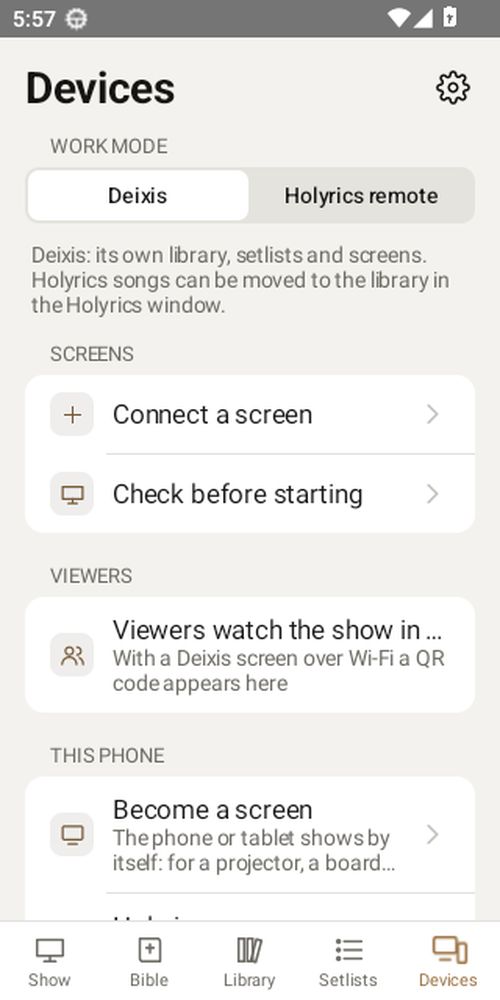 5:57
Devices
WORK MODE
Deixis
Holyrics remote
Deixis: its own library, setlists and screens.
Holyrics songs can be moved to the library in
the Holyrics window.
SCREENS
Connect a screen
Check before starting
VIEWERS
Viewers watch the show in ...
With a Deixis screen over Wi-Fi a QR
code appears here
THIS PHONE
Become a screen
The phone or tablet shows by
itself: for a projector, a board...
Show
Bible
Library
Setlists
Devices